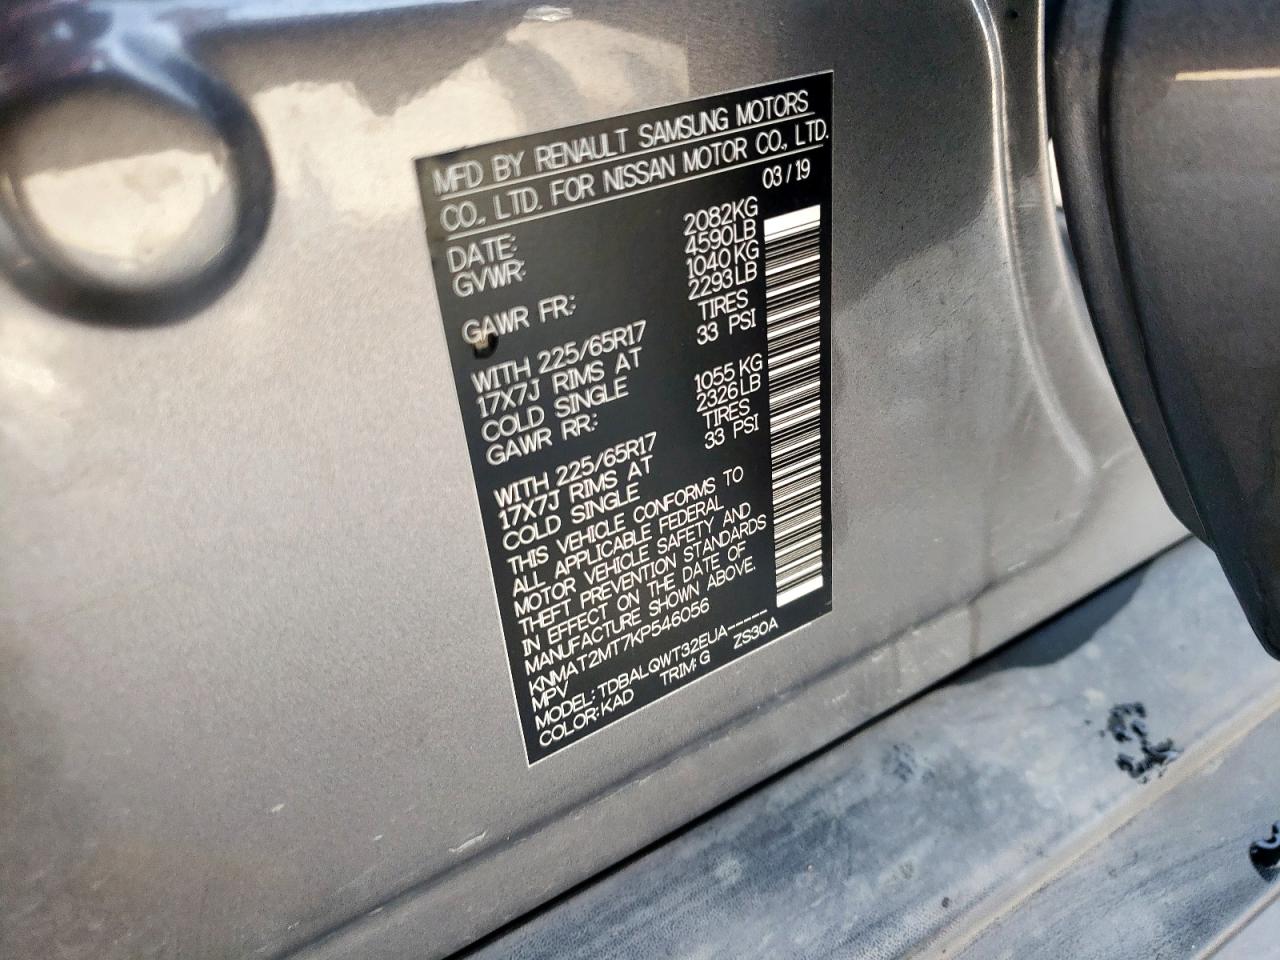 MFD BY RENAULT SAMSUNG MOTORS
CO., LTD. FOR NISSAN MOTOR CO., LTD.
DATE: 03/19
GVWR: 2082KG
4590LB
GAWR FR: 1040KG
2293LB
WITH 225/65R17 TIRES
17X7J RIMS AT 33 PSI
COLD SINGLE
GAWR RR: 1055KG
2326LB
WITH 225/65R17 TIRES
17X7J RIMS AT 33 PSI
COLD SINGLE
THIS VEHICLE CONFORMS TO
ALL APPLICABLE FEDERAL
MOTOR VEHICLE SAFETY AND
THEFT PREVENTION STANDARDS
IN EFFECT ON THE DATE OF
MANUFACTURE SHOWN ABOVE.
KNMAT2MT7KP546056
MPV
MODEL:TDBALQWT32EUA-----
COLOR:KAD TRIM:G ZS30A